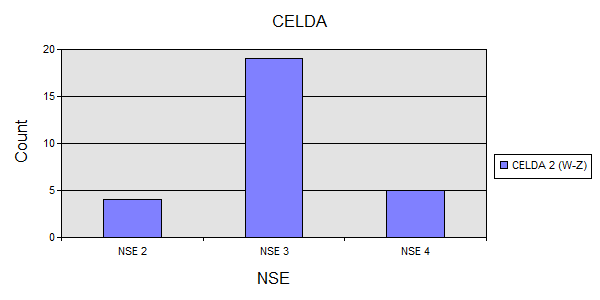 CELDA
20
15
10
5
0
Count
NSE 2
NSE 3
NSE 4
NSE
CELDA 2 (W-Z)